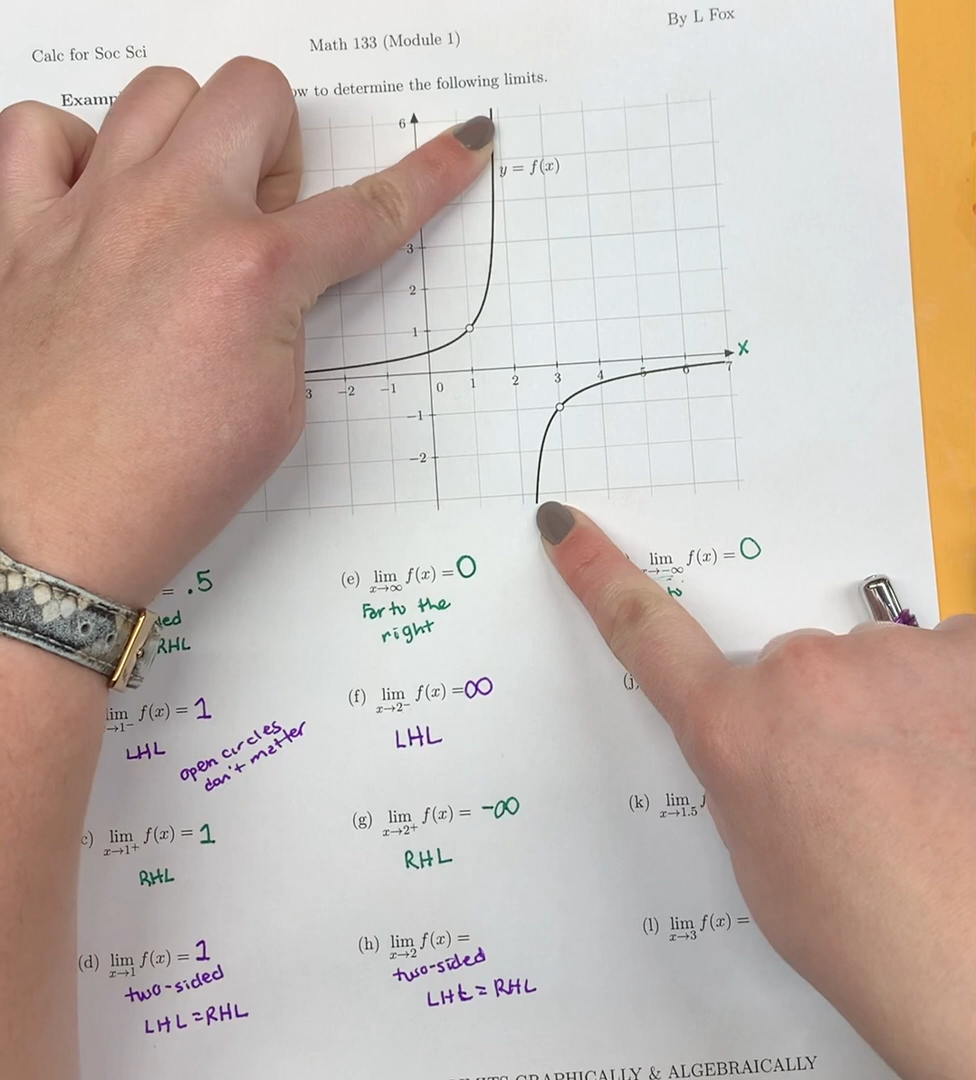 Calc for Soc Sci
Math 133 (Module 1)
By L Fox
to determine the following limits.
6
y = f(x)
3
2
1
x
3 −2 −1 0 1 2 3 4 5 6 7
−1
−2
= .5
RHL
(e) lim x→∞ f(x) = 0
Far to the
right
lim x→−∞ f(x) = 0
to
lim →1⁻ f(x) = 1
LHL
open circles
don't matter
(f) lim x→2⁻ f(x) = ∞
LHL
c) lim x→1+ f(x) = 1
RHL
(g) lim x→2+ f(x) = −∞
RHL
(k) lim x→1.5
(d) lim x→1 f(x) = 1
two-sided
LHL = RHL
(h) lim x→2 f(x) =
two-sided
LHL = RHL
(l) lim x→3 f(x) =
GRAPHICALLY & ALGEBRAICALLY